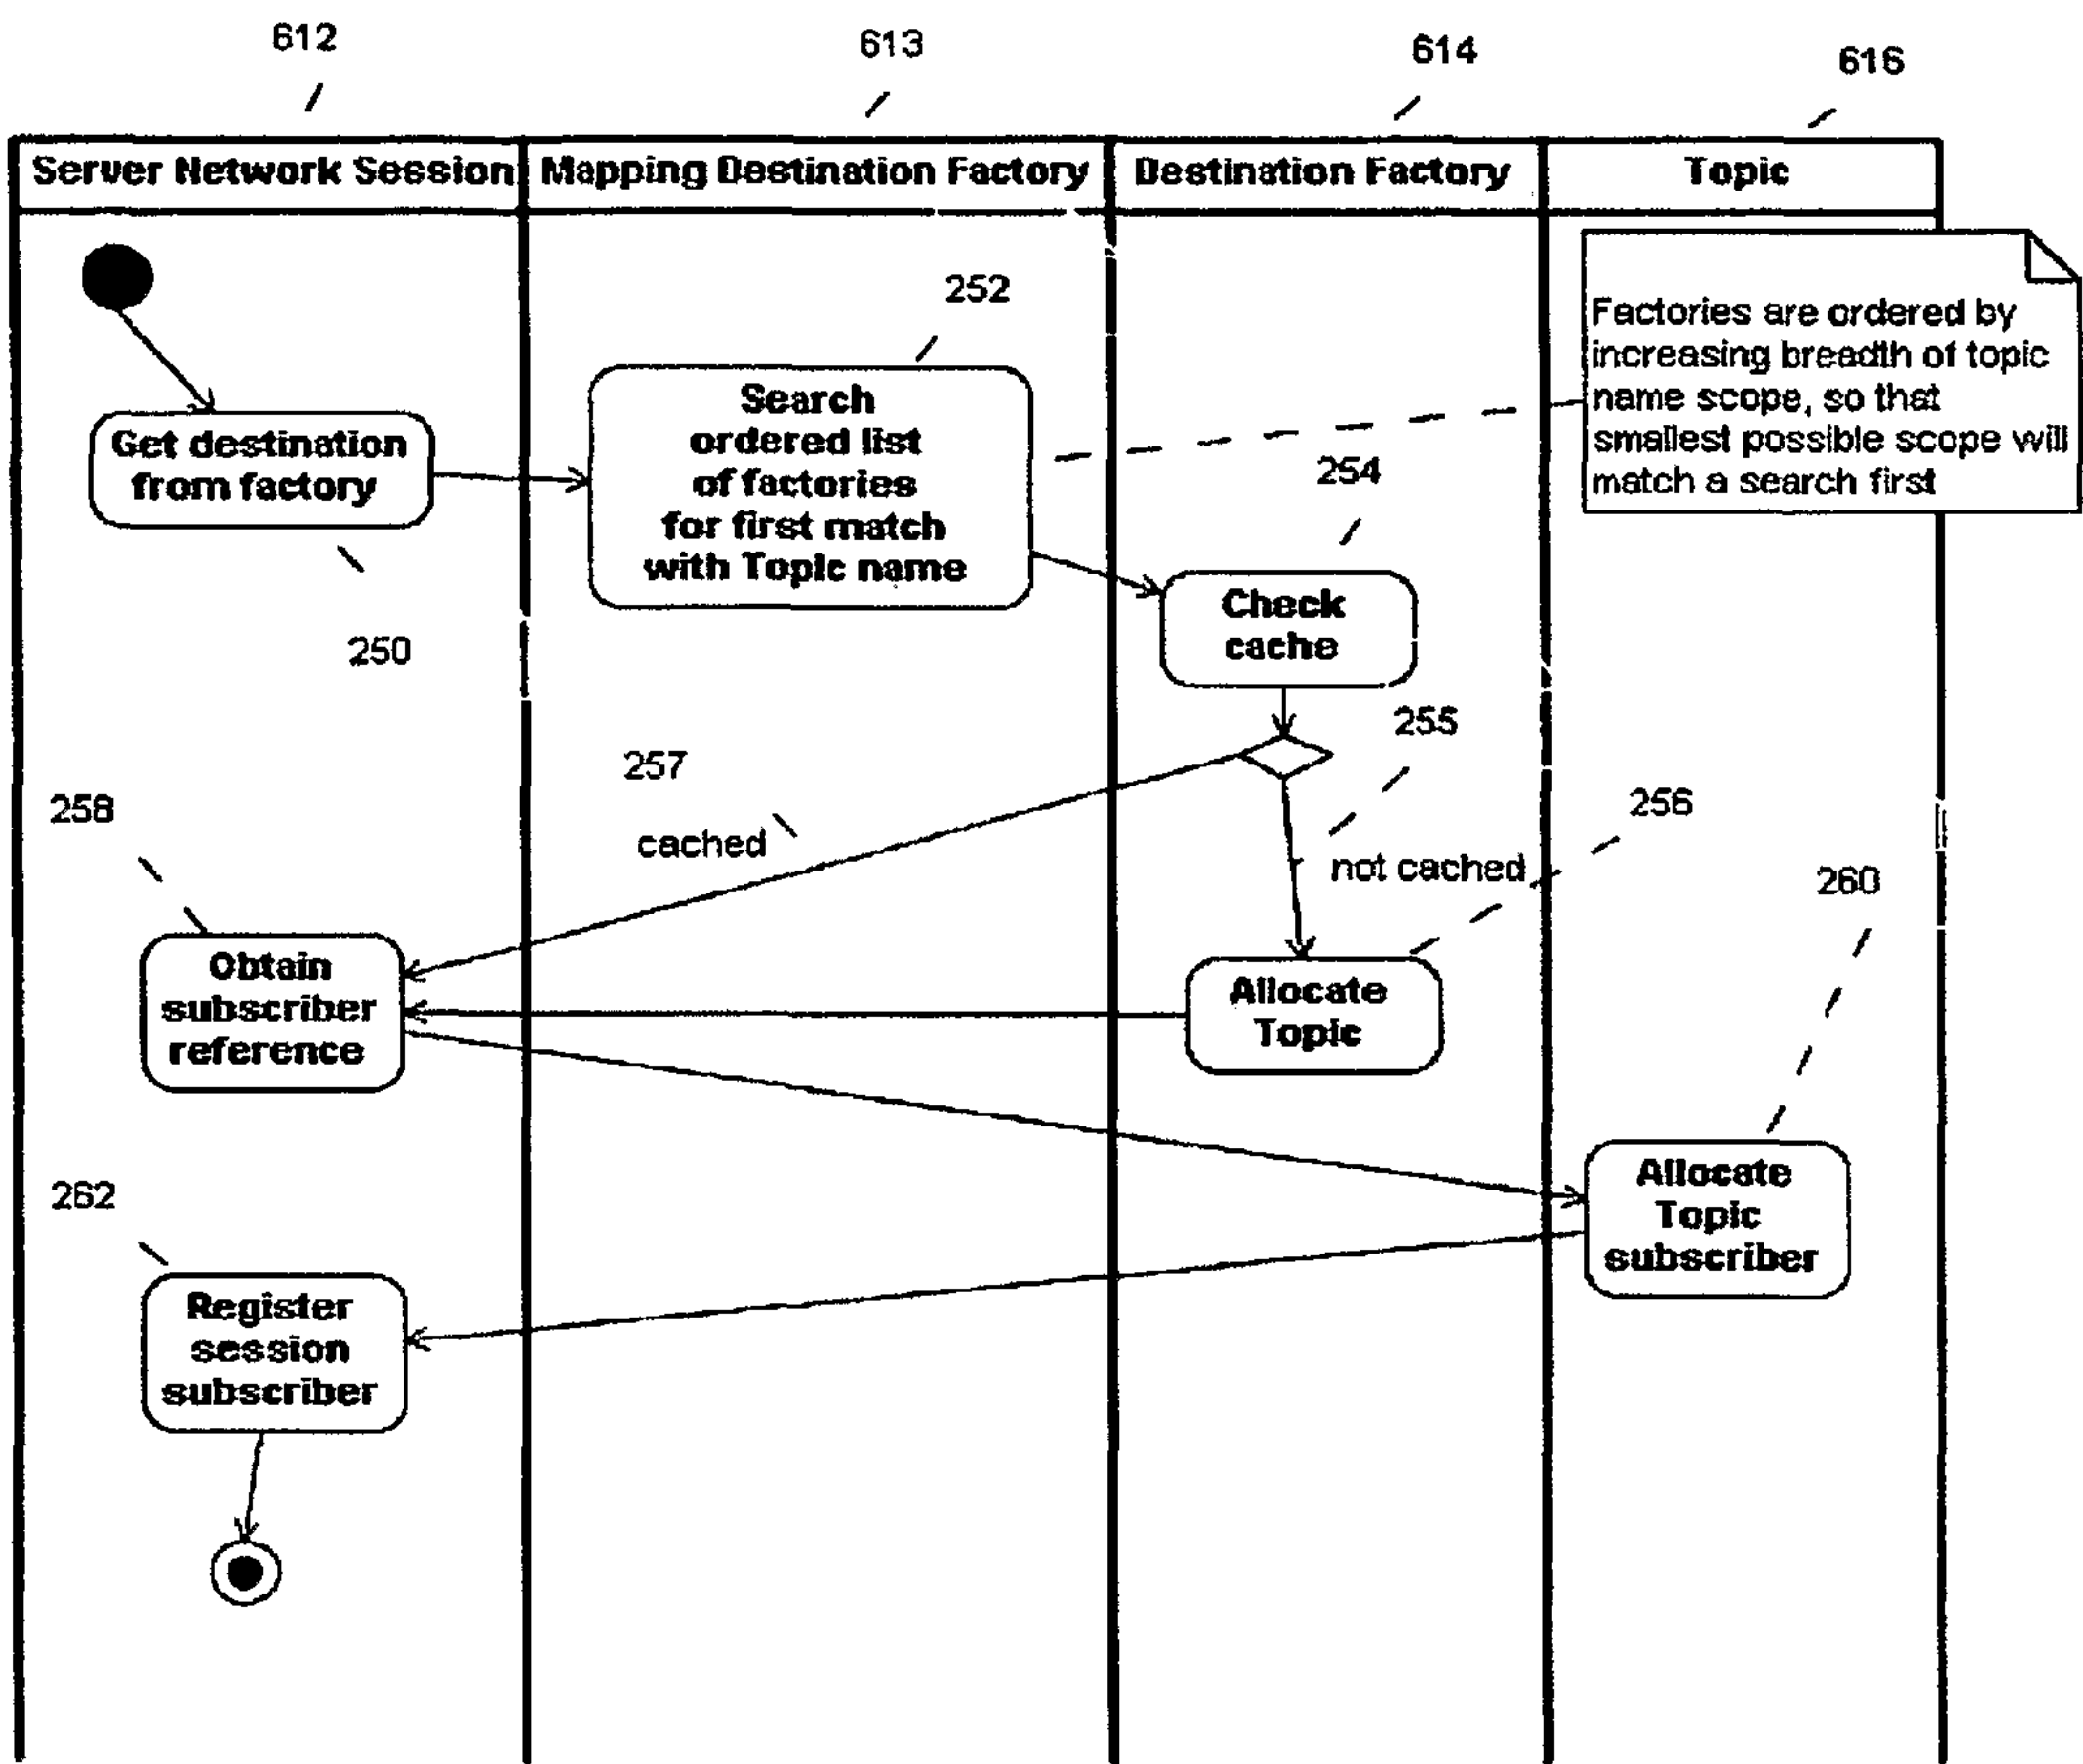 612
613
614
616
Server Network Session
Mapping Destination Factory
Destination Factory
Topic
252
Factories are ordered by
increasing breadth of topic
name scope, so that
smallest possible scope will
match a search first
Search
ordered list
of factories
for first match
with Topic name
Get destination
from factory
254
250
Check
cache
255
257
256
258
cached
not cached
260
Obtain
subscriber
reference
Allocate
Topic
262
Allocate
Topic
subscriber
Register
session
subscriber